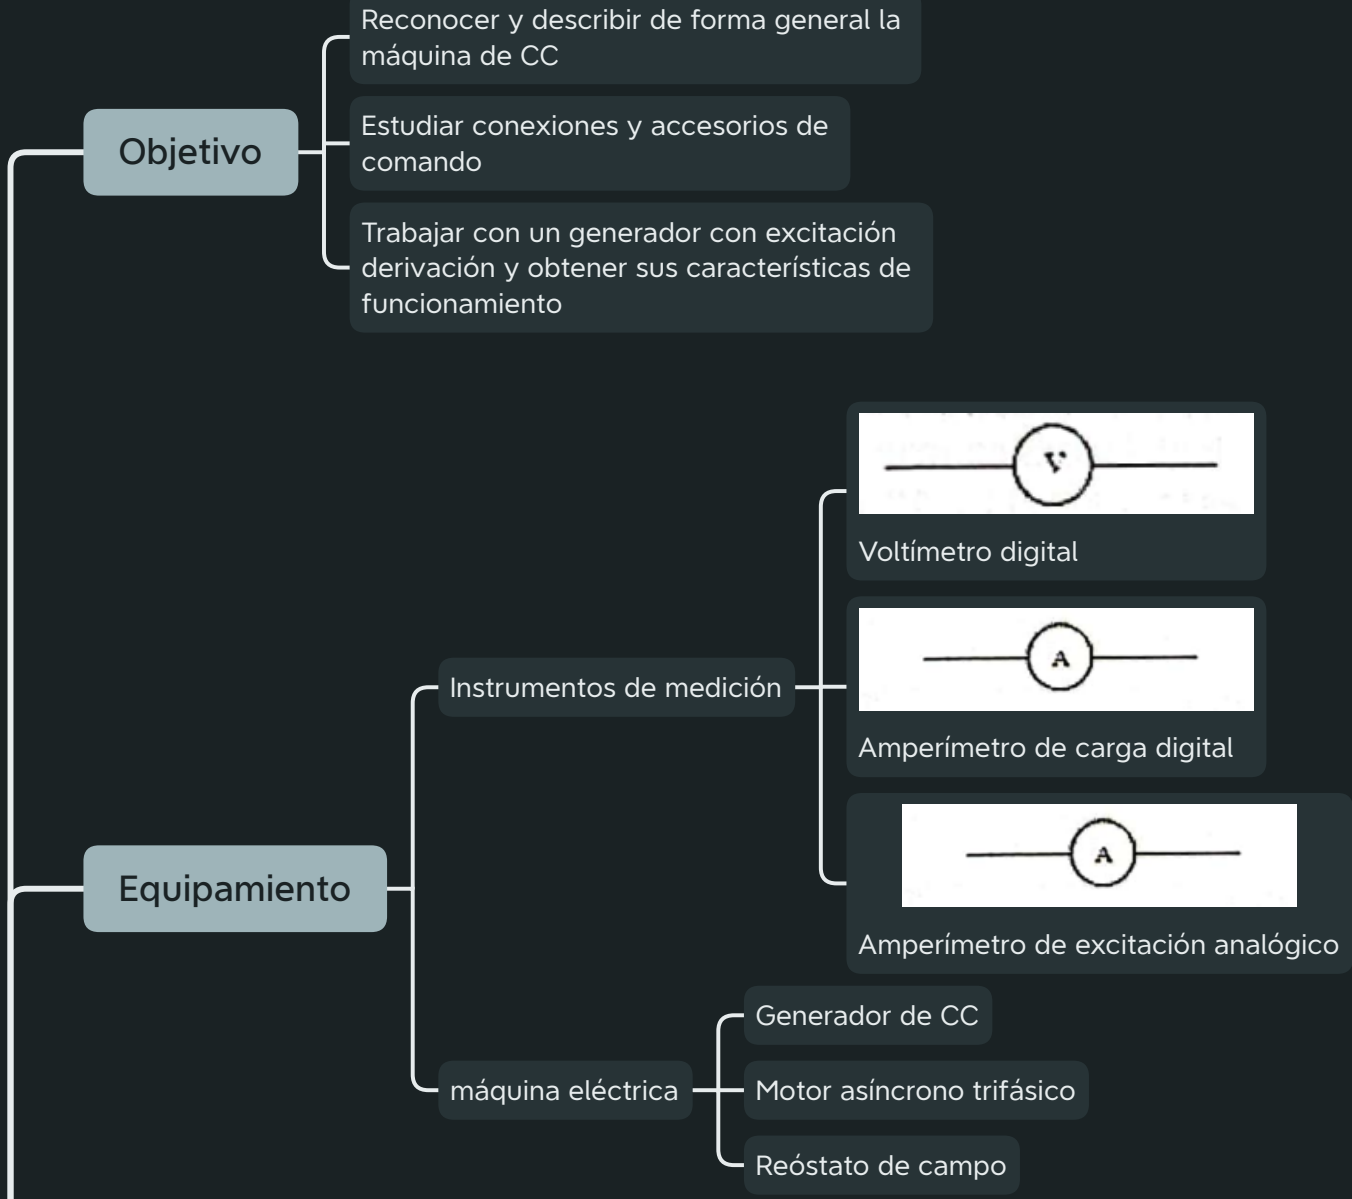 Reconocer y describir de forma general la
máquina de CC
Objetivo
Estudiar conexiones y accesorios de
comando
Trabajar con un generador con excitación
derivación y obtener sus características de
funcionamiento
V
Voltímetro digital
A
Amperímetro de carga digital
Instrumentos de medición
A
Amperímetro de excitación analógico
Equipamiento
Generador de CC
máquina eléctrica
Motor asíncrono trifásico
Reóstato de campo